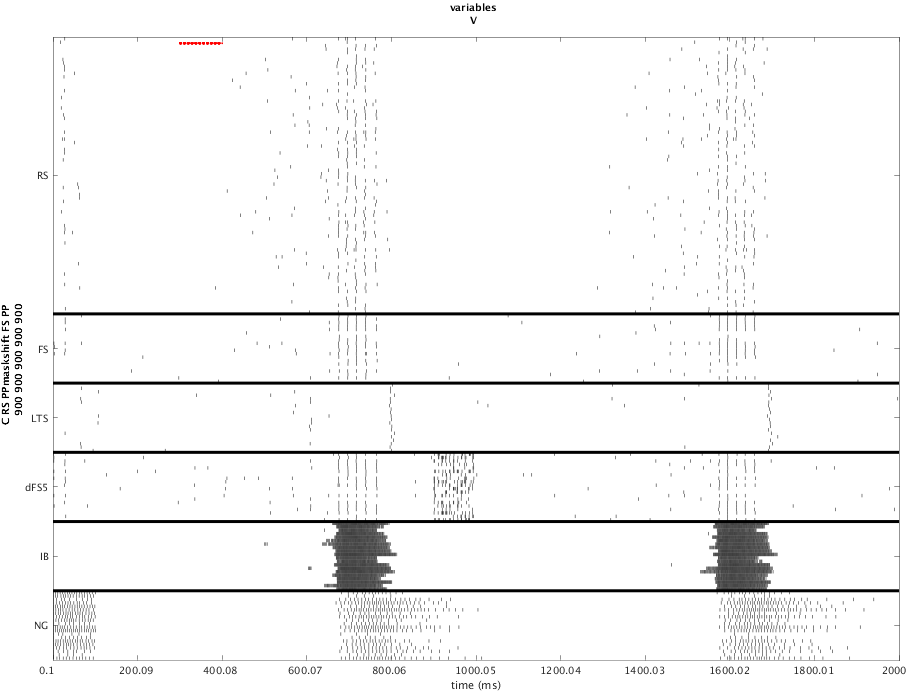 variables
V
C RS PPmaskshift FS PP
900 900 900 900 900
RS
FS
LTS
dFS5
IB
NG
0.1 200.09 400.08 600.07 800.06 1000.05 1200.04 1400.03 1600.02 1800.01 2000
time (ms)